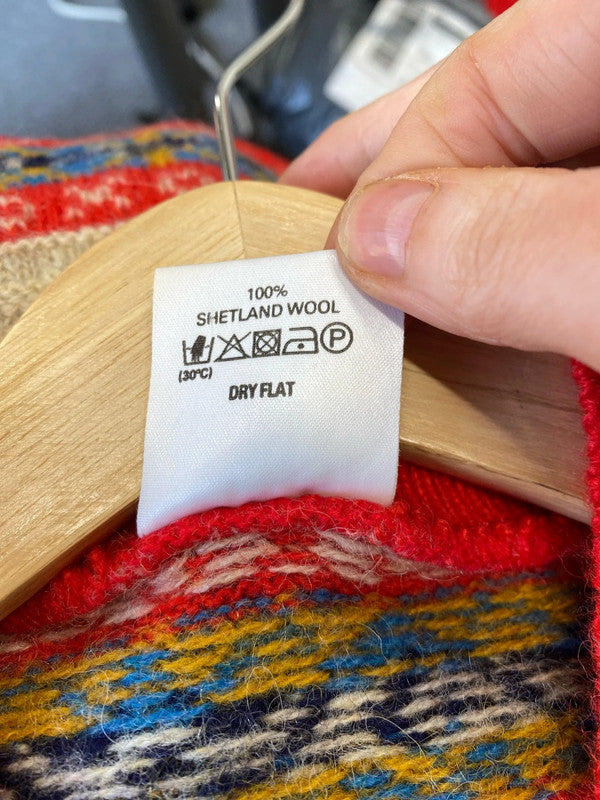 100%
SHETLAND WOOL
P
(30°C)
DRY FLAT